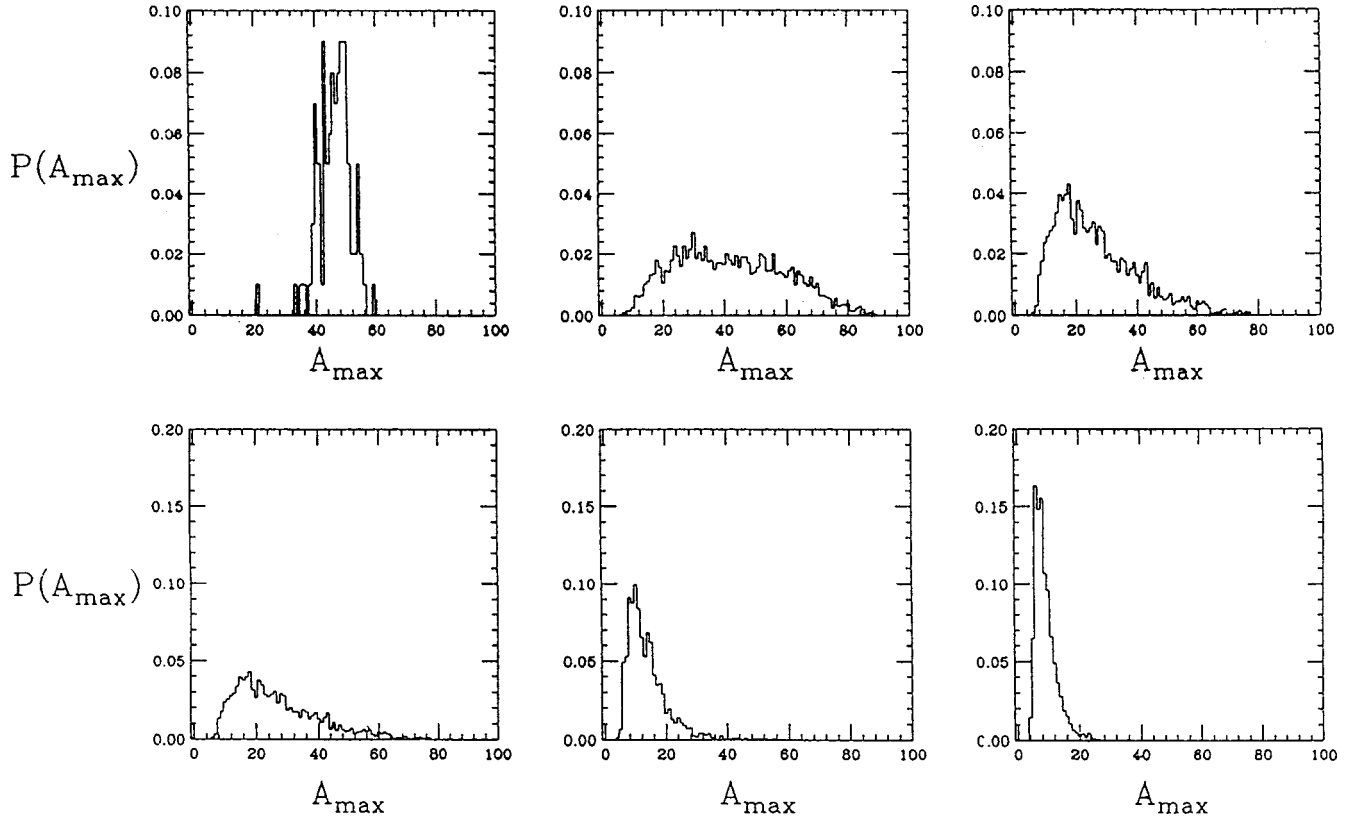 0.10 0.10 0.10
0.08 0.08 0.08
0.06 0.06 0.06
P(A_max)
0.04 0.04 0.04
0.02 0.02 0.02
0.00 0.00 0.00
0 20 40 60 80 100 0 20 40 60 80 100 0 20 40 60 80 100
A_max A_max A_max
0.20 0.20 0.20
0.15 0.15 0.15
P(A_max) 0.10 0.10 0.10
0.05 0.05 0.05
0.00 0.00 C.00
0 20 40 60 80 100 0 20 40 60 80 100 0 20 40 60 80 100
A_max A_max A_max